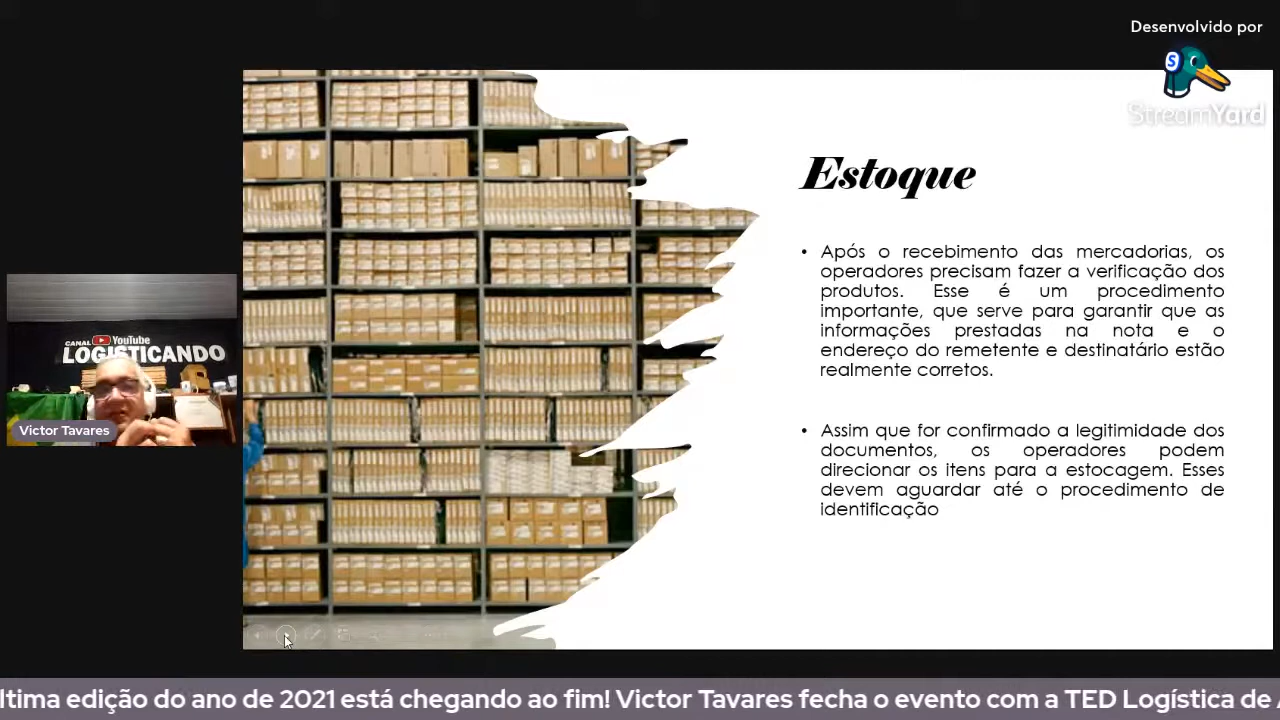 Desenvolvido por
S
StreamYard
Estoque
• Após o recebimento das mercadorias, os
operadores precisam fazer a verificação dos
produtos. Esse é um procedimento
importante, que serve para garantir que as
informações prestadas na nota e o
endereço do remetente e destinatário estão
realmente corretos.
• Assim que for confirmado a legitimidade dos
documentos, os operadores podem
direcionar os itens para a estocagem. Esses
devem aguardar até o procedimento de
identificação
CANAL YouTube
LOGISTICANDO
Victor Tavares
ltima edição do ano de 2021 está chegando ao fim! Victor Tavares fecha o evento com a TED Logística de